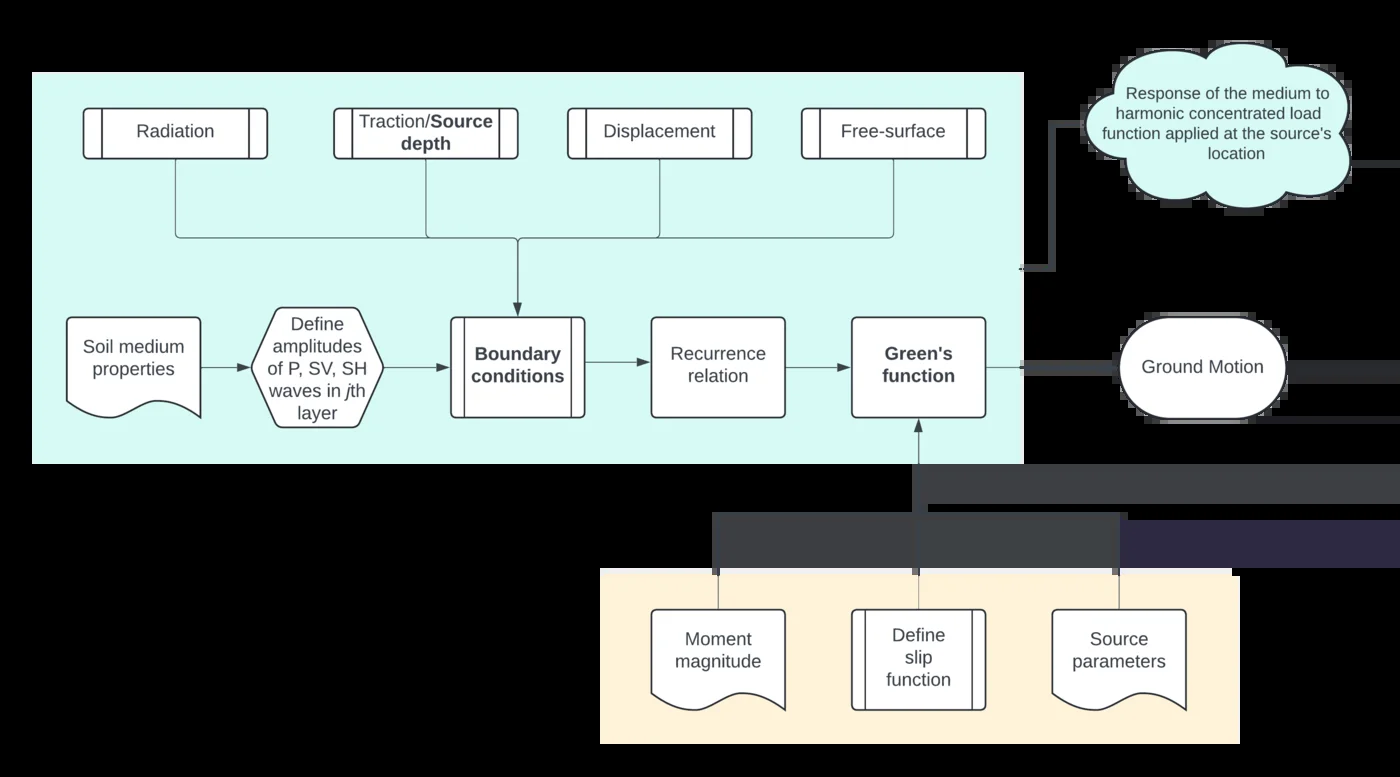 Response of the medium to
harmonic concentrated load
function applied at the source's
location
Radiation
Traction/Source
depth
Displacement
Free-surface
Soil medium
properties
Define
amplitudes
of P, SV, SH
waves in jth
layer
Boundary
conditions
Recurrence
relation
Green's
function
Ground Motion
Moment
magnitude
Define
slip
function
Source
parameters